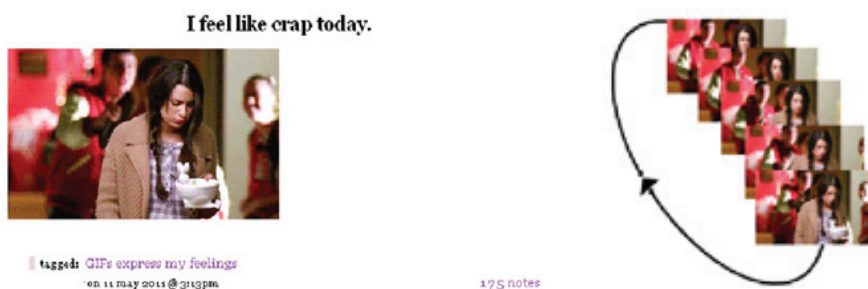 I feel like crap today.
tagged: GIFs express my feelings
on 11 may 2011 @ 3:13pm
175 notes